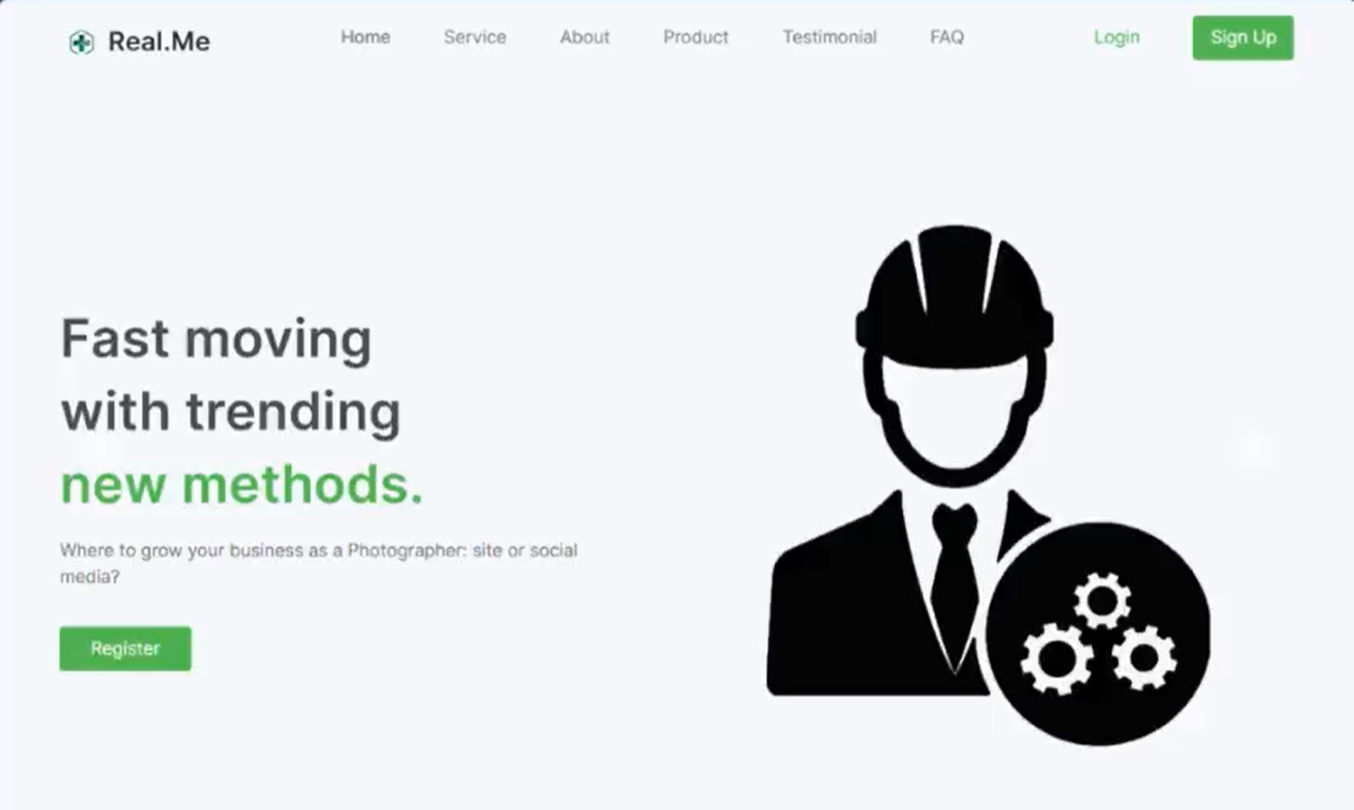 Real.Me
Home Service About Product Testimonial FAQ Login Sign Up
Fast moving
with trending
new methods.
Where to grow your business as a Photographer: site or social
media?
Register